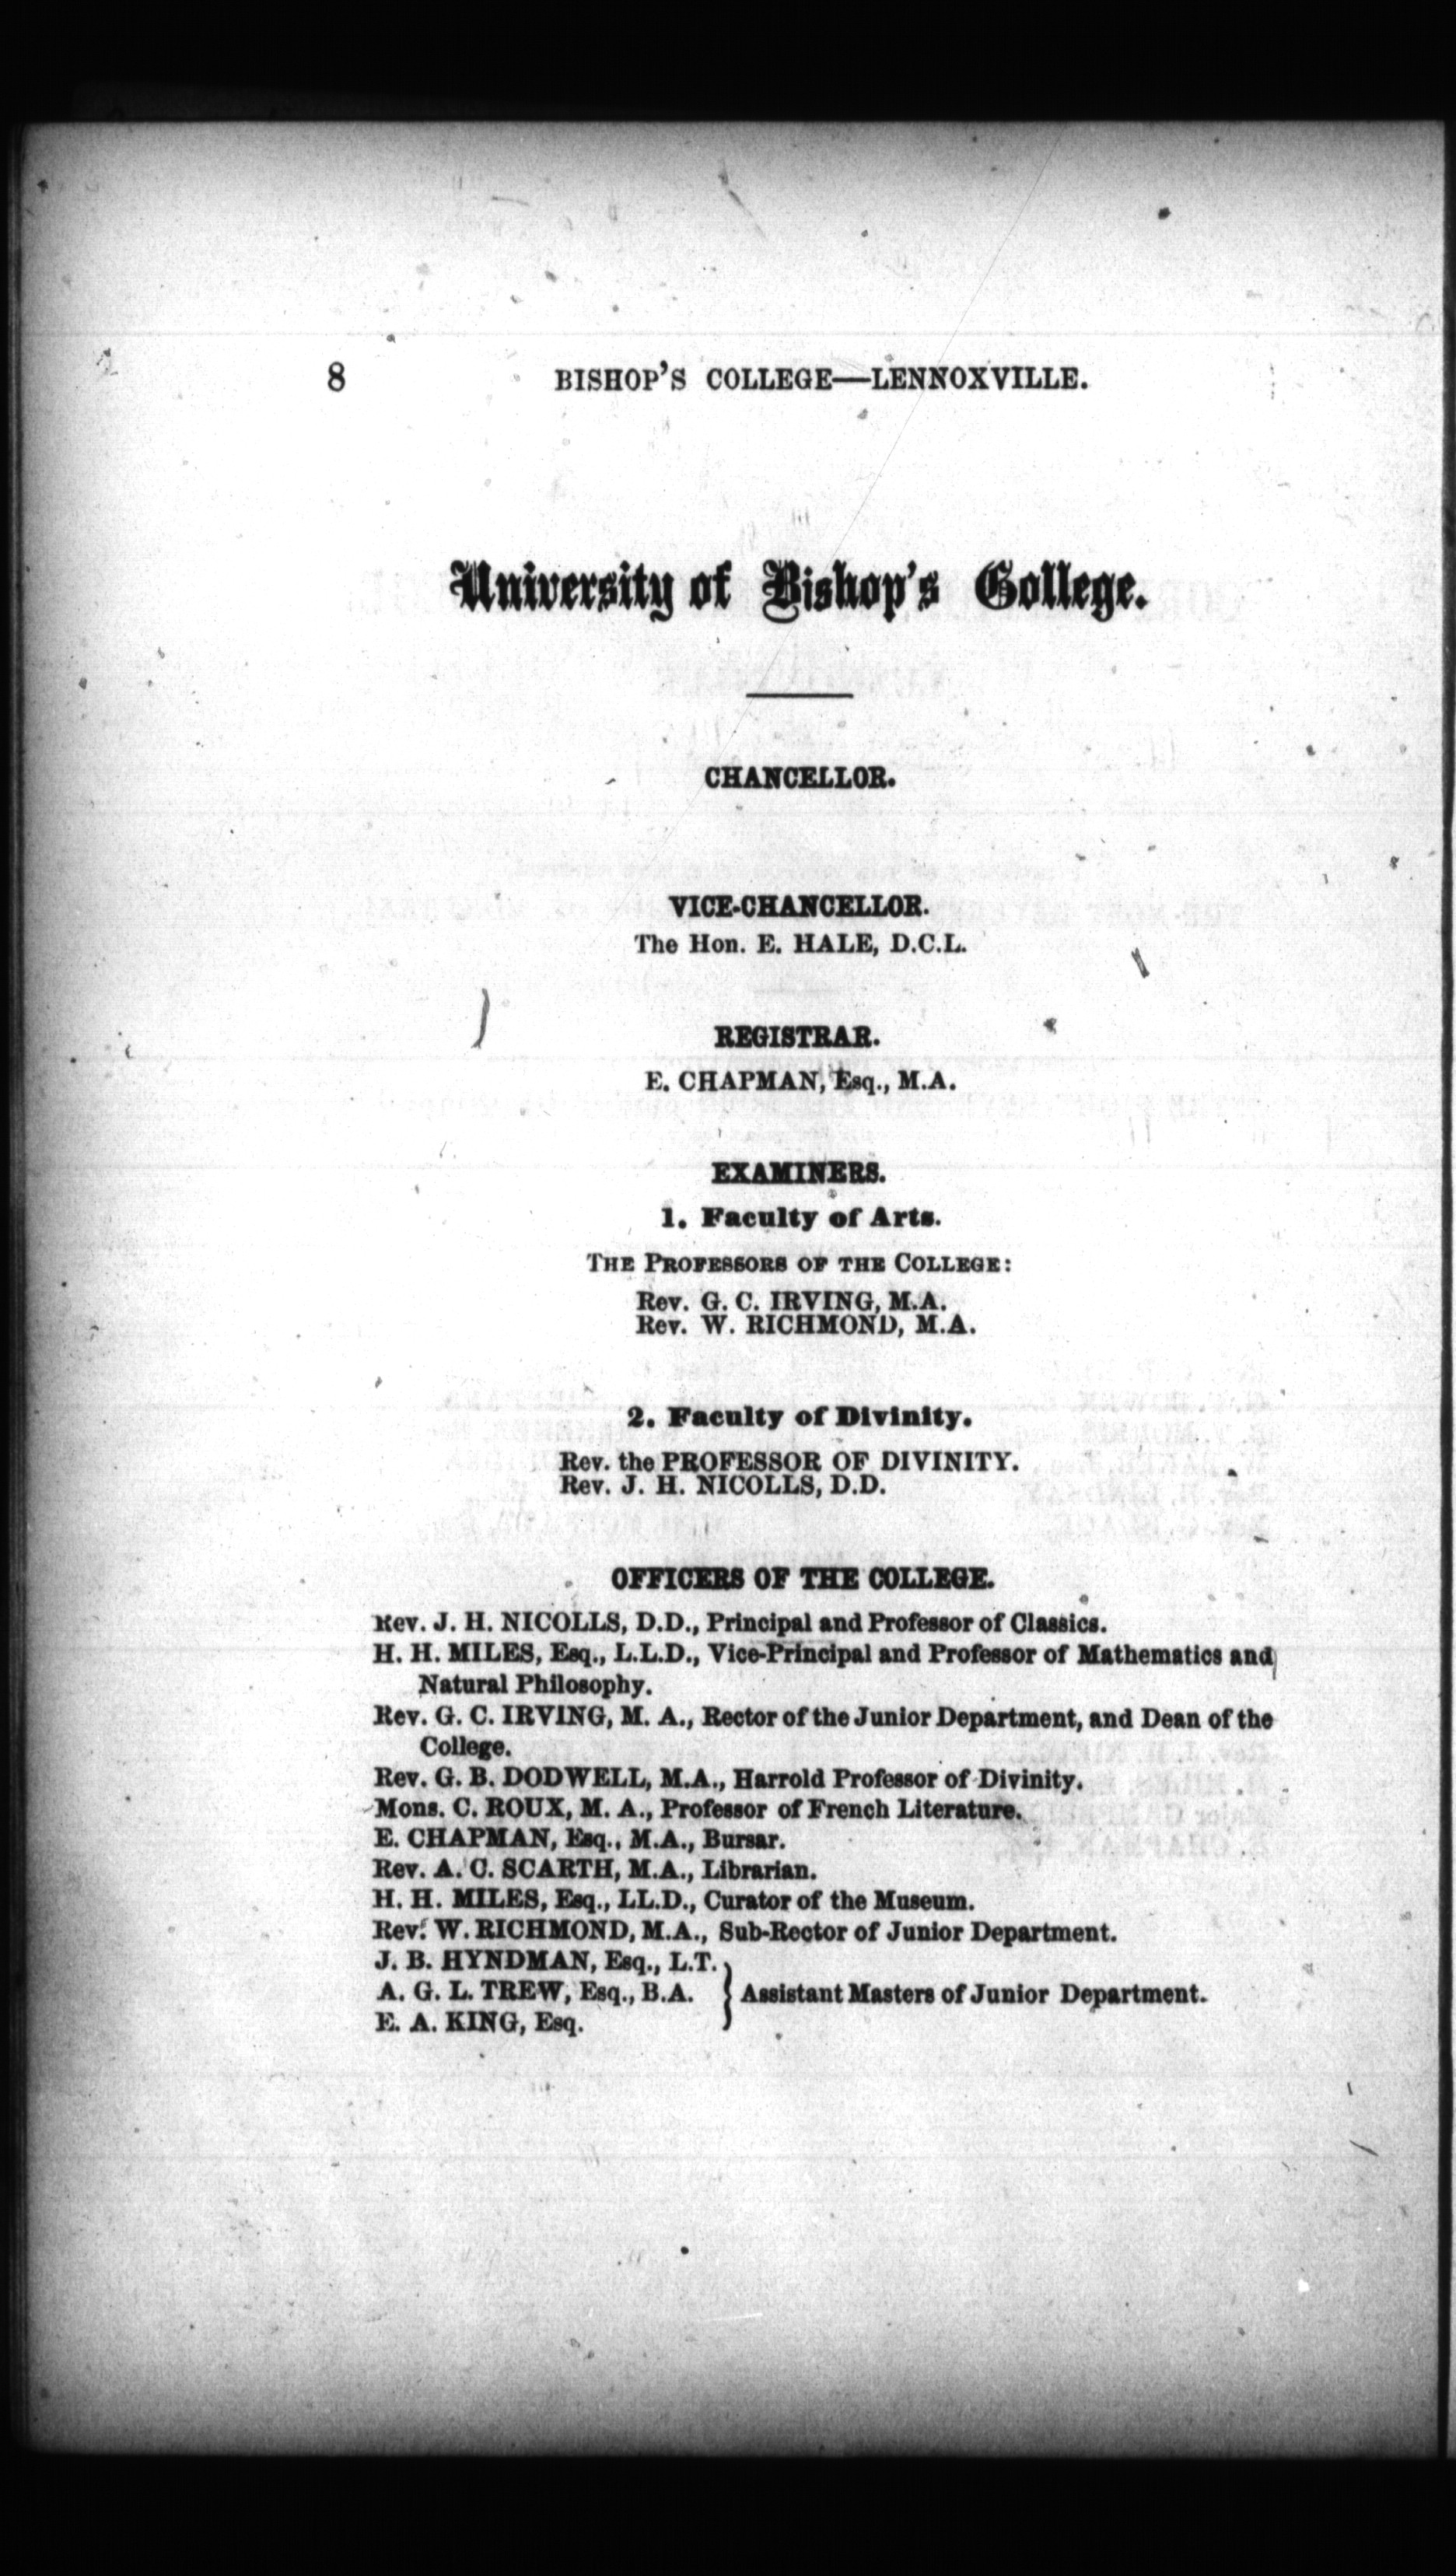 8 BISHOP'S COLLEGE—LENNOXVILLE.
University of Bishop's College.
CHANCELLOR.
VICE-CHANCELLOR.
The Hon. E. HALE, D.C.L.
REGISTRAR.
E. CHAPMAN, Esq., M.A.
EXAMINERS.
1. Faculty of Arts.
THE PROFESSORS OF THE COLLEGE:
Rev. G. C. IRVING, M.A.
Rev. W. RICHMOND, M.A.
2. Faculty of Divinity.
Rev. the PROFESSOR OF DIVINITY.
Rev. J. H. NICOLLS, D.D.
OFFICERS OF THE COLLEGE.
Rev. J. H. NICOLLS, D.D., Principal and Professor of Classics.
H. H. MILES, Esq., L.L.D., Vice-Principal and Professor of Mathematics and
Natural Philosophy.
Rev. G. C. IRVING, M. A., Rector of the Junior Department, and Dean of the
College.
Rev. G. B. DODWELL, M.A., Harrold Professor of Divinity.
Mons. C. ROUX, M. A., Professor of French Literature.
E. CHAPMAN, Esq., M.A., Bursar.
Rev. A. C. SCARTH, M.A., Librarian.
H. H. MILES, Esq., LL.D., Curator of the Museum.
Rev. W. RICHMOND, M.A., Sub-Rector of Junior Department.
J. B. HYNDMAN, Esq., L.T.
A. G. L. TREW, Esq., B.A. } Assistant Masters of Junior Department.
E. A. KING, Esq.